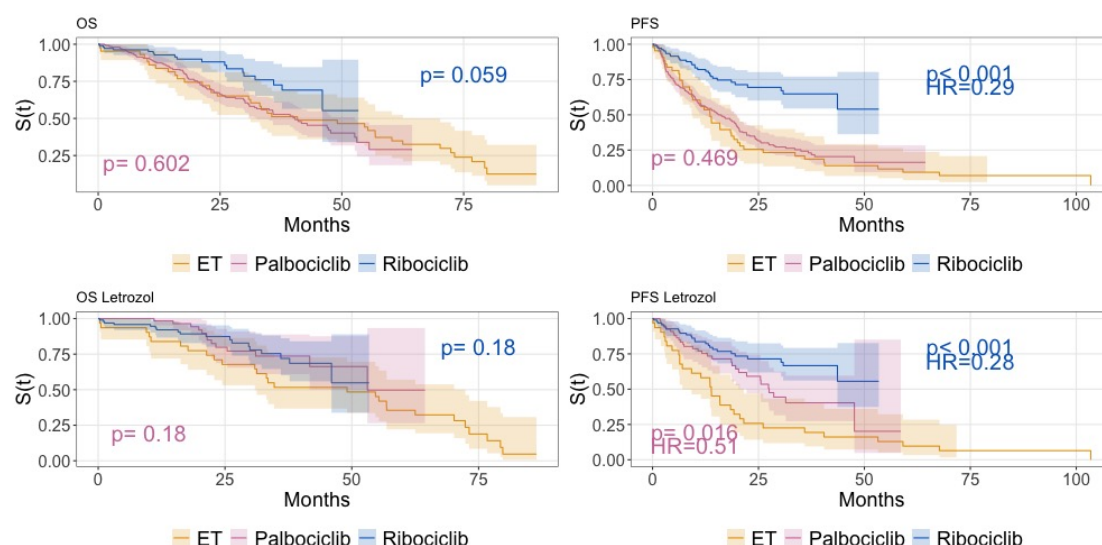 OS
1.00
0.75
0.50
0.25
S(t)
p= 0.059
p= 0.602
0
25
50
75
Months
ET
Palbociclib
Ribociclib
PFS
1.00
0.75
0.50
0.25
0.00
S(t)
p< 0.001
HR=0.29
p= 0.469
0
25
50
75
100
Months
ET
Palbociclib
Ribociclib
OS Letrozol
1.00
0.75
0.50
0.25
0.00
S(t)
p= 0.18
p= 0.18
0
25
50
75
Months
ET
Palbociclib
Ribociclib
PFS Letrozol
1.00
0.75
0.50
0.25
0.00
S(t)
p< 0.001
HR=0.28
p= 0.016
HR=0.51
0
25
50
75
100
Months
ET
Palbociclib
Ribociclib